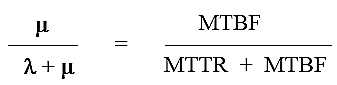 μ / (λ + μ) = MTBF / (MTTR + MTBF)